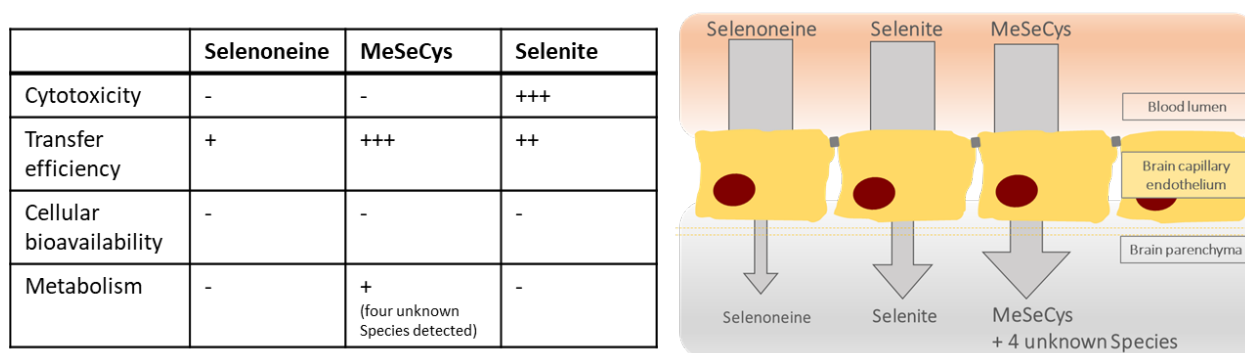 Selenoneine MeSeCys Selenite
Cytotoxicity - - +++
Transfer + +++ ++
efficiency
Cellular - - -
bioavailability
Metabolism - + -
(four unknown
Species detected)
Selenoneine Selenite MeSeCys
Blood lumen
Brain capillary
endothelium
Brain parenchyma
Selenoneine Selenite MeSeCys
+ 4 unknown Species